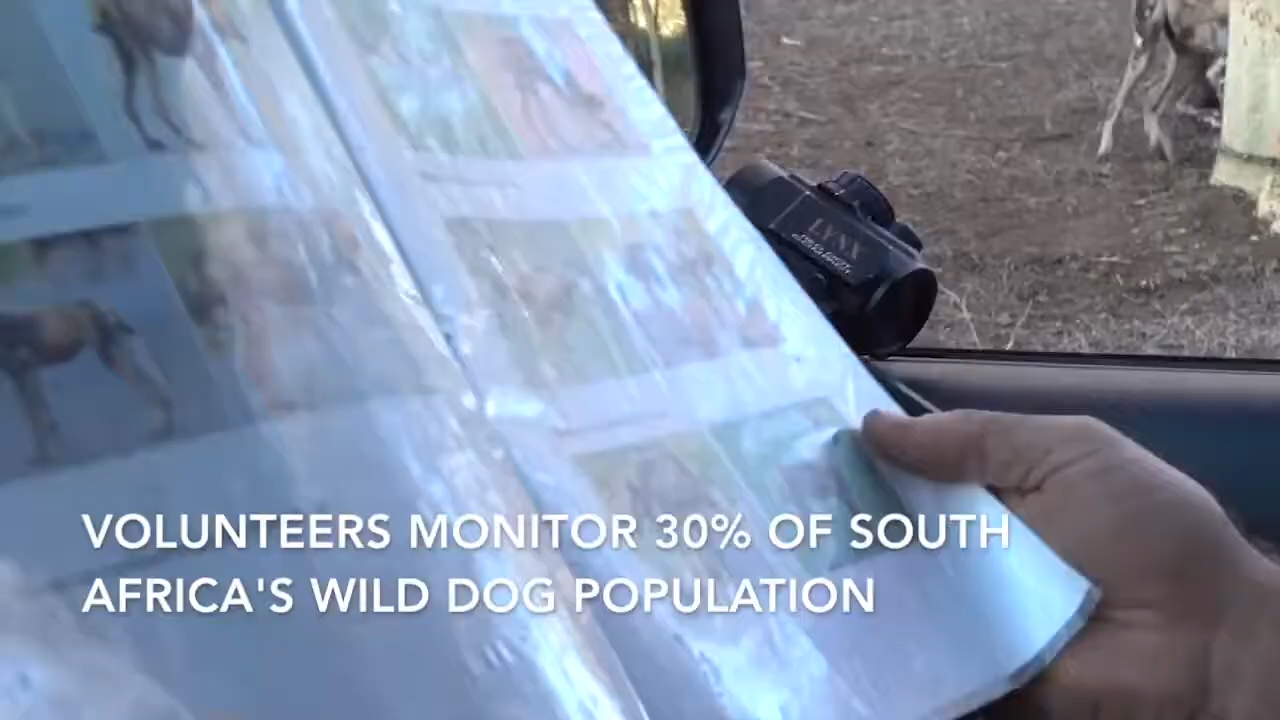 LYNX
VOLUNTEERS MONITOR 30% OF SOUTH
AFRICA'S WILD DOG POPULATION